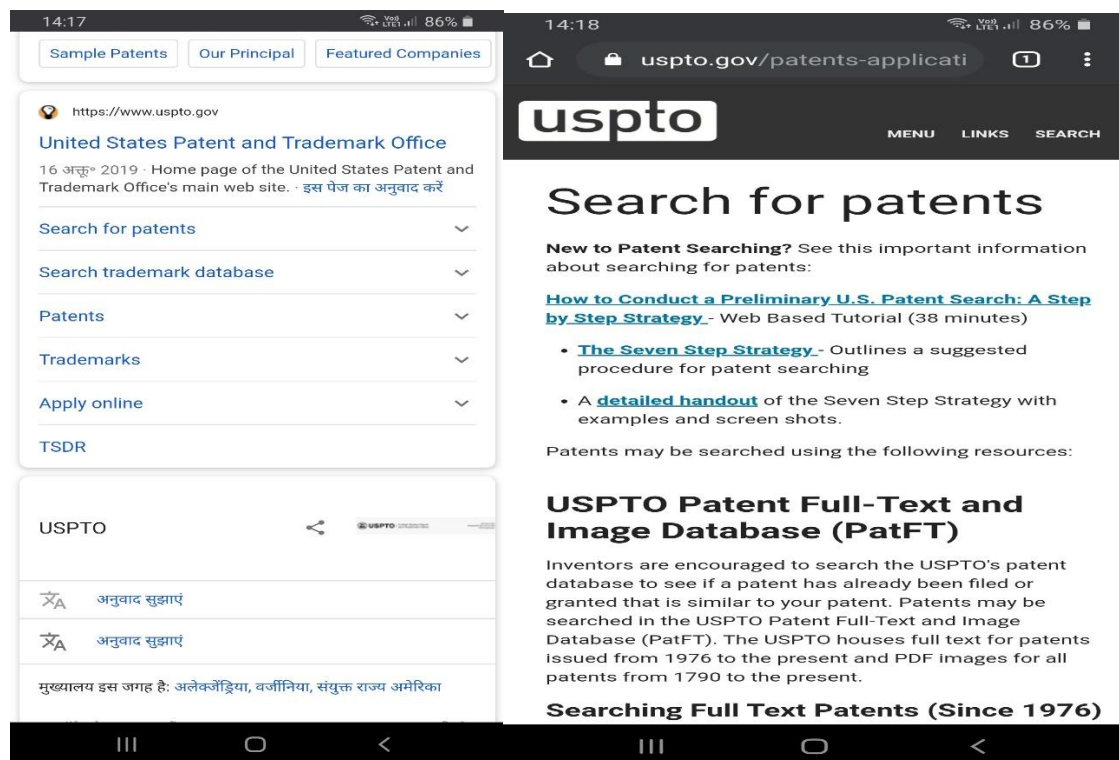 14:17
Vo)) LTE1 86%
Sample Patents
Our Principal
Featured Companies
https://www.uspto.gov
United States Patent and Trademark Office
16 अक्तू॰ 2019 · Home page of the United States Patent and
Trademark Office's main web site. · इस पेज का अनुवाद करें
Search for patents
Search trademark database
Patents
Trademarks
Apply online
TSDR
USPTO
USPTO
अनुवाद सुझाएं
अनुवाद सुझाएं
मुख्यालय इस जगह है: अलेक्जेंड्रिया, वर्जीनिया, संयुक्त राज्य अमेरिका
14:18
Vo)) LTE1 86%
uspto.gov/patents-applicati
1
uspto
MENU LINKS SEARCH
Search for patents
New to Patent Searching? See this important information
about searching for patents:
How to Conduct a Preliminary U.S. Patent Search: A Step
by Step Strategy - Web Based Tutorial (38 minutes)
• The Seven Step Strategy - Outlines a suggested
procedure for patent searching
• A detailed handout of the Seven Step Strategy with
examples and screen shots.
Patents may be searched using the following resources:
USPTO Patent Full-Text and
Image Database (PatFT)
Inventors are encouraged to search the USPTO's patent
database to see if a patent has already been filed or
granted that is similar to your patent. Patents may be
searched in the USPTO Patent Full-Text and Image
Database (PatFT). The USPTO houses full text for patents
issued from 1976 to the present and PDF images for all
patents from 1790 to the present.
Searching Full Text Patents (Since 1976)